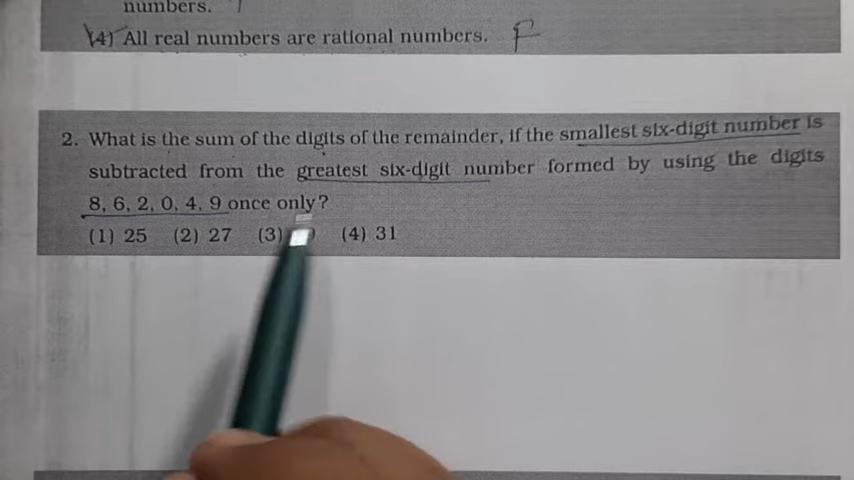 numbers.
(4) All real numbers are rational numbers. F
2. What is the sum of the digits of the remainder, if the smallest six-digit number is
subtracted from the greatest six-digit number formed by using the digits
8, 6, 2, 0, 4, 9 once only?
(1) 25 (2) 27 (3) (4) 31